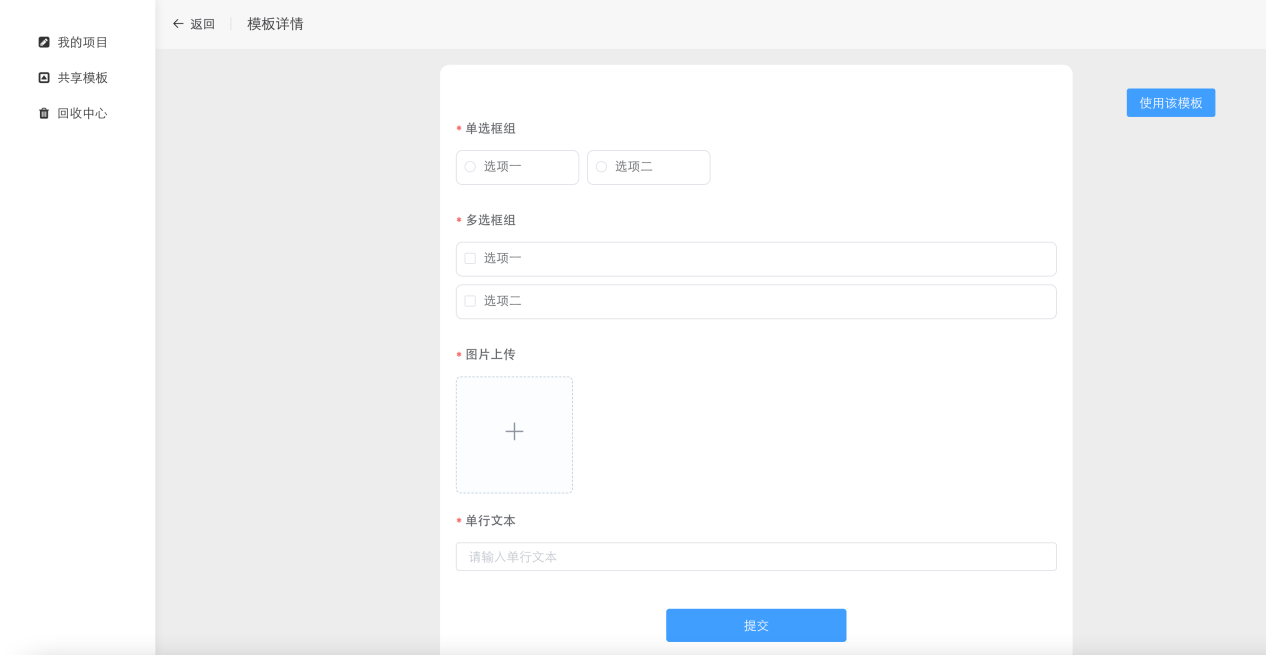 我的项目
共享模板
回收中心
返回 模板详情
使用该模板
* 单选框组
选项一 选项二
* 多选框组
选项一
选项二
* 图片上传
* 单行文本
请输入单行文本
提交